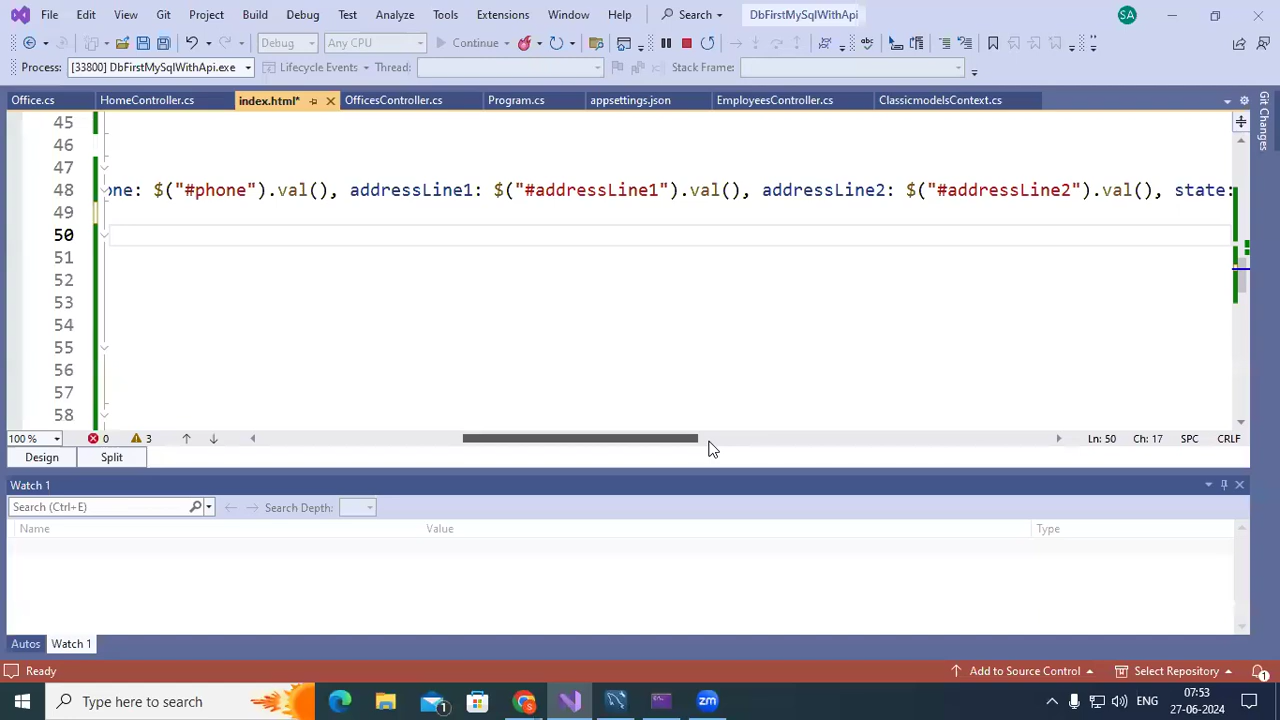 File Edit View Git Project Build Debug Test Analyze Tools Extensions Window Help Search DbFirstMySqlWithApi SA
Debug Any CPU Continue
Process: [33800] DbFirstMySqlWithApi.exe Lifecycle Events Thread: Stack Frame:
Office.cs HomeController.cs index.html* OfficesController.cs Program.cs appsettings.json EmployeesController.cs ClassicmodelsContext.cs
Git Changes
45
46
47
48 one: $("#phone").val(), addressLine1: $("#addressLine1").val(), addressLine2: $("#addressLine2").val(), state:
49
50
51
52
53
54
55
56
57
58
100 % 0 3 Ln: 50 Ch: 17 SPC CRLF
Design Split
Watch 1
Search (Ctrl+E) Search Depth:
Name Value Type
Autos Watch 1
Ready Add to Source Control Select Repository 1
Type here to search 1 ENG 07:53
27-06-2024